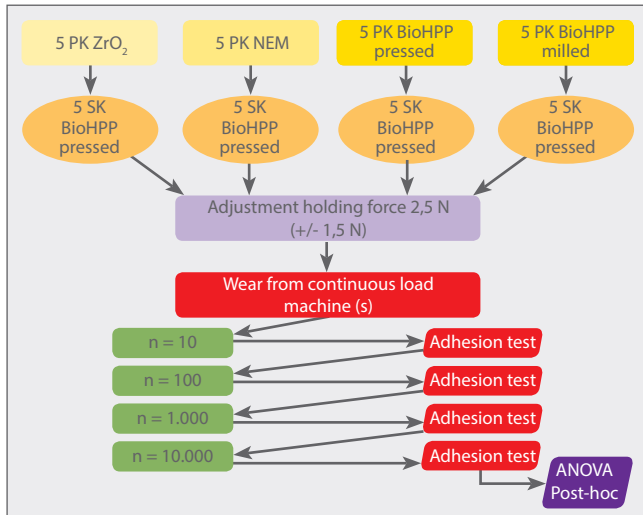 5 PK ZrO₂
5 PK NEM
5 PK BioHPP
pressed
5 PK BioHPP
milled
5 SK
BioHPP
pressed
5 SK
BioHPP
pressed
5 SK
BioHPP
pressed
5 SK
BioHPP
pressed
Adjustment holding force 2,5 N
(+/- 1,5 N)
Wear from continuous load
machine (s)
n = 10
Adhesion test
n = 100
Adhesion test
n = 1.000
Adhesion test
n = 10.000
Adhesion test
ANOVA
Post-hoc